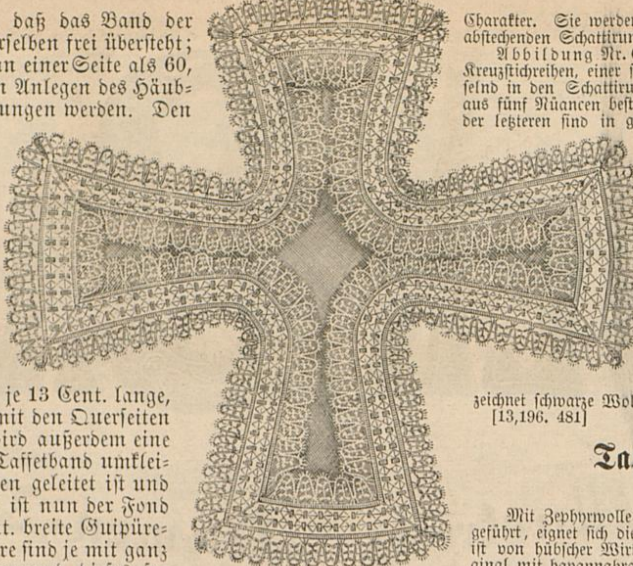 daß das Band der
rselben frei übersteht;
an einer Seite als 60,
n Anlegen des Häub-
ungen werden. Den
je 13 Cent. lange,
mit den Querseiten
ird außerdem eine
Taffetband umklei-
en geleitet ist und
ist nun der Fond
t. breite Guipüre-
re sind je mit ganz
Charakter. Sie werde
abstechenden Schattirun
Abbildung Nr.
Kreuzstichreihen, einer
selnd in den Schattiru
aus fünf Nüancen best
der letzteren sind in g
zeichnet schwarze Wol
[13,196. 481]
Ta
Mit Zephyrwolle
geführt, eignet sich die
ist von hübscher Wir